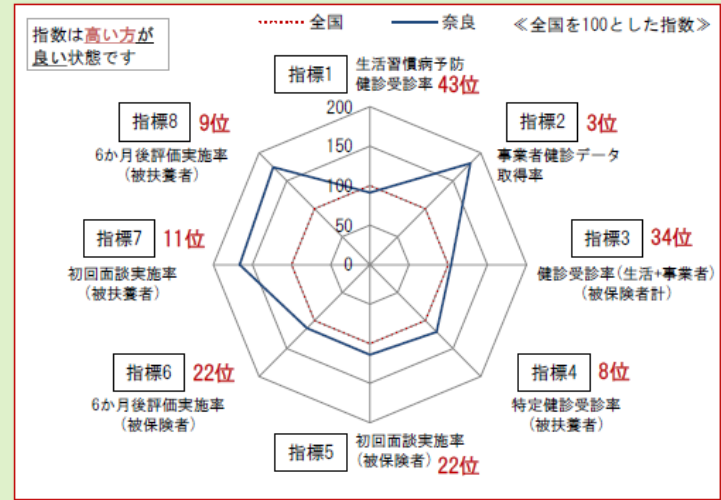 全国 奈良 ≪全国を100とした指数≫
指数は高い方が
良い状態です
指標1 生活習慣病予防
健診受診率 43位
指標2 3位
事業者健診データ
取得率
指標3 34位
健診受診率(生活+事業者)
(被保険者計)
指標4 8位
特定健診受診率
(被扶養者)
指標5 初回面談実施率
(被保険者) 22位
指標6 22位
6か月後評価実施率
(被保険者)
指標7 11位
初回面談実施率
(被扶養者)
指標8 9位
6か月後評価実施率
(被扶養者)
200
150
100
50
0